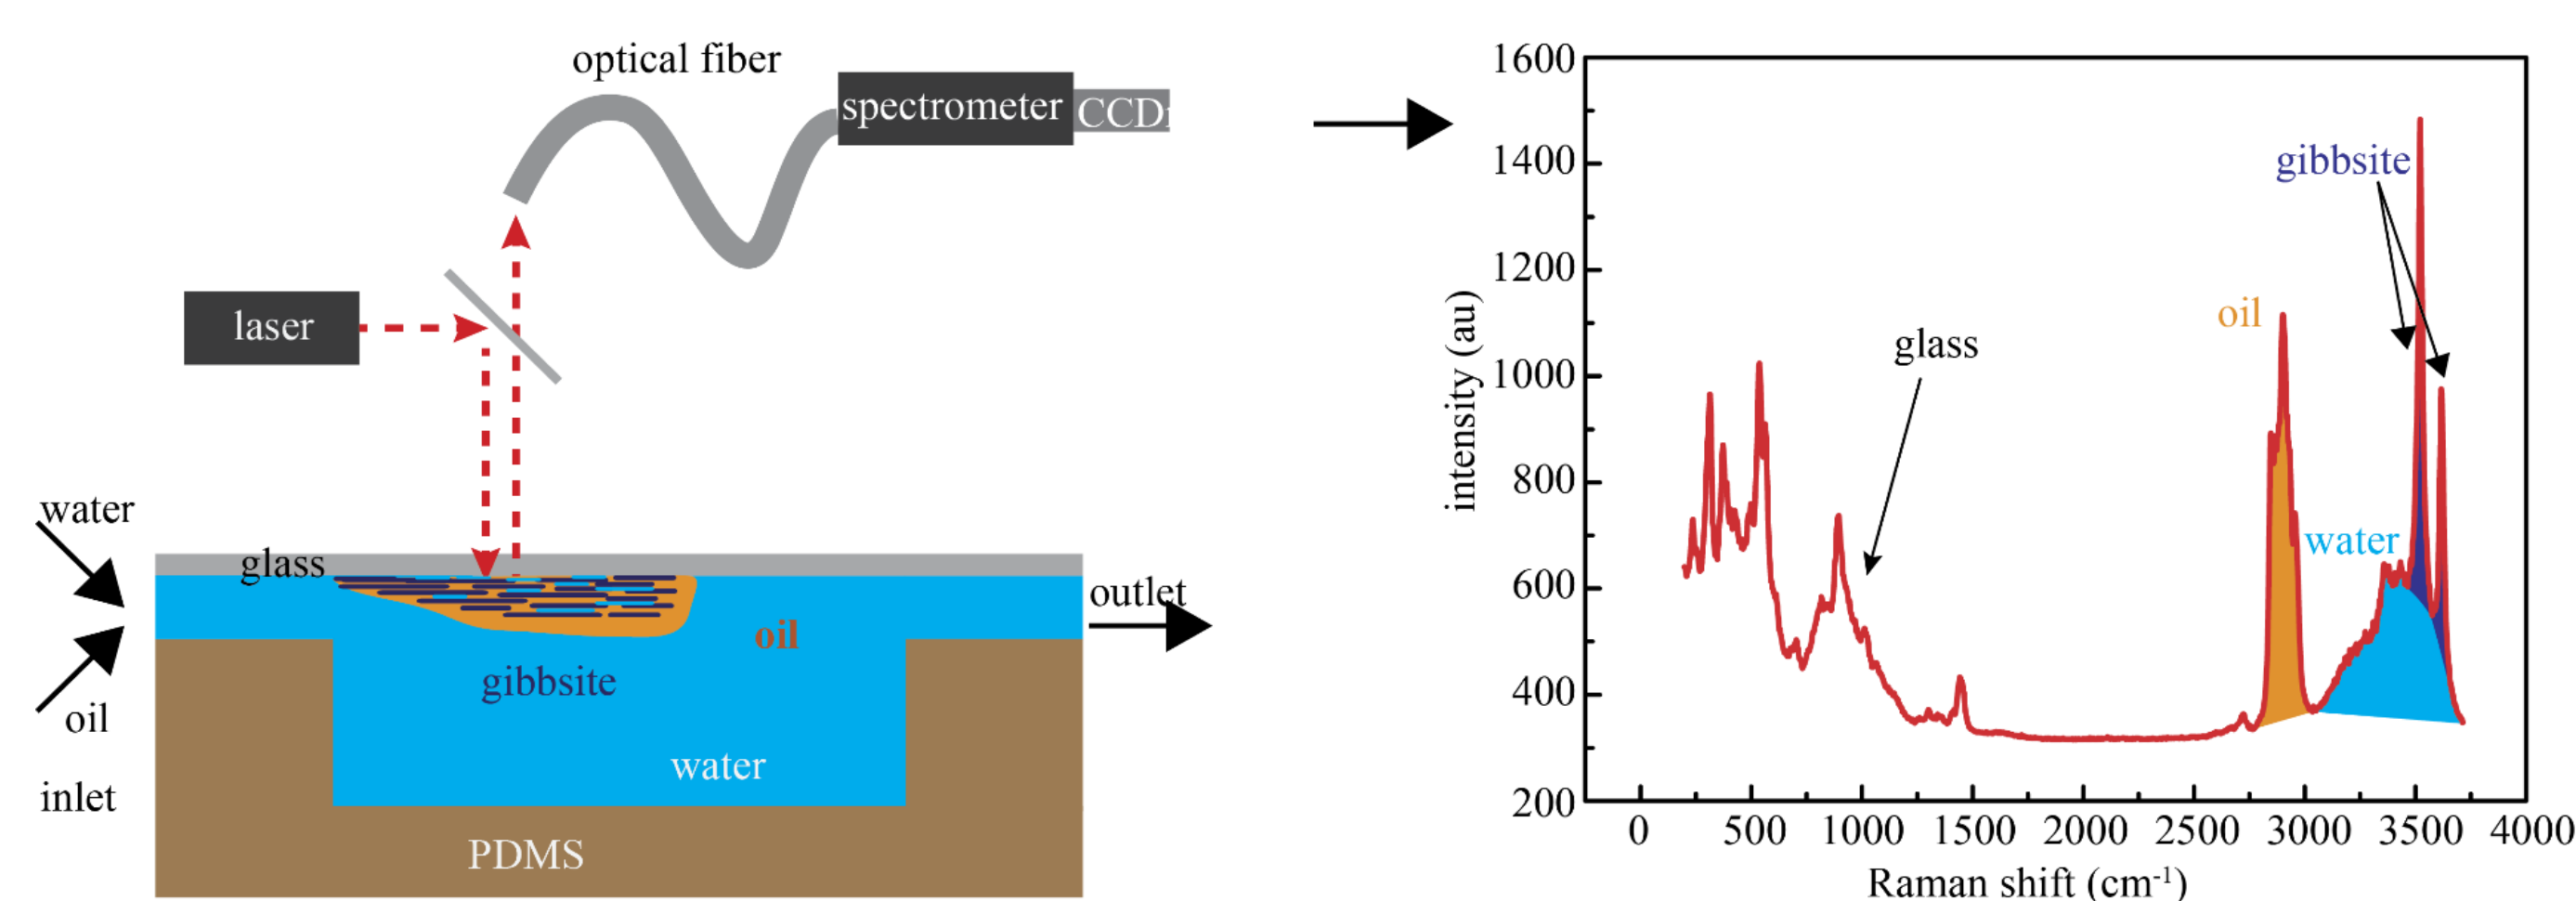 optical fiber
spectrometer
CCD
laser
water
glass
outlet
oil
gibbsite
oil
water
inlet
PDMS
1600
1400
1200
1000
800
600
400
200
intensity (au)
gibbsite
oil
glass
water
0 500 1000 1500 2000 2500 3000 3500 4000
Raman shift (cm⁻¹)